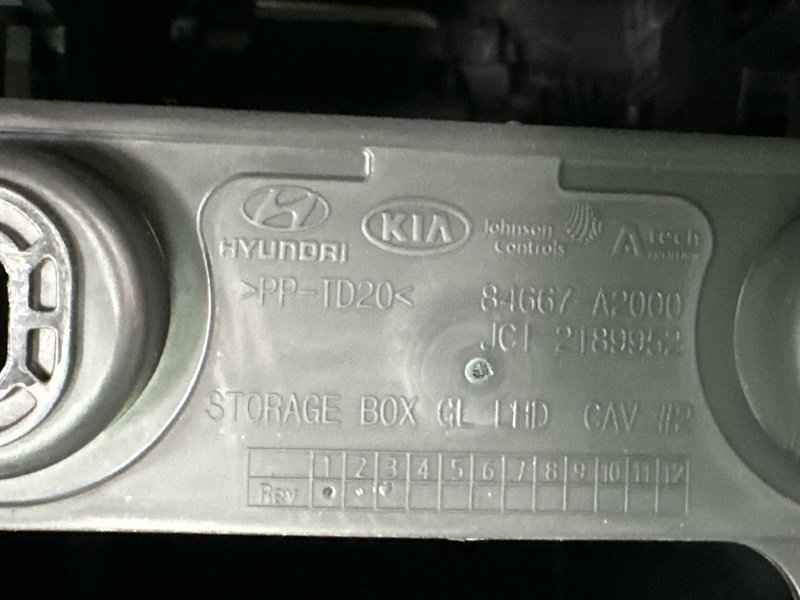 HYUNDAI KIA Johnson Controls Atech
>PP-TD20< 84667 A2000
JCI 2189952
STORAGE BOX GL LHD CAV #2
1 2 3 4 5 6 7 8 9 10 11 12
Rev